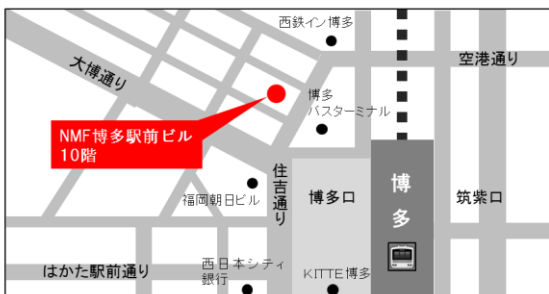 西鉄イン博多
大博通り
空港通り
博多
バスターミナル
NMF博多駅前ビル
10階
住吉通り
博多口
博多
筑紫口
福岡朝日ビル
はかた駅前通り
西日本シティ
銀行
KITTE博多